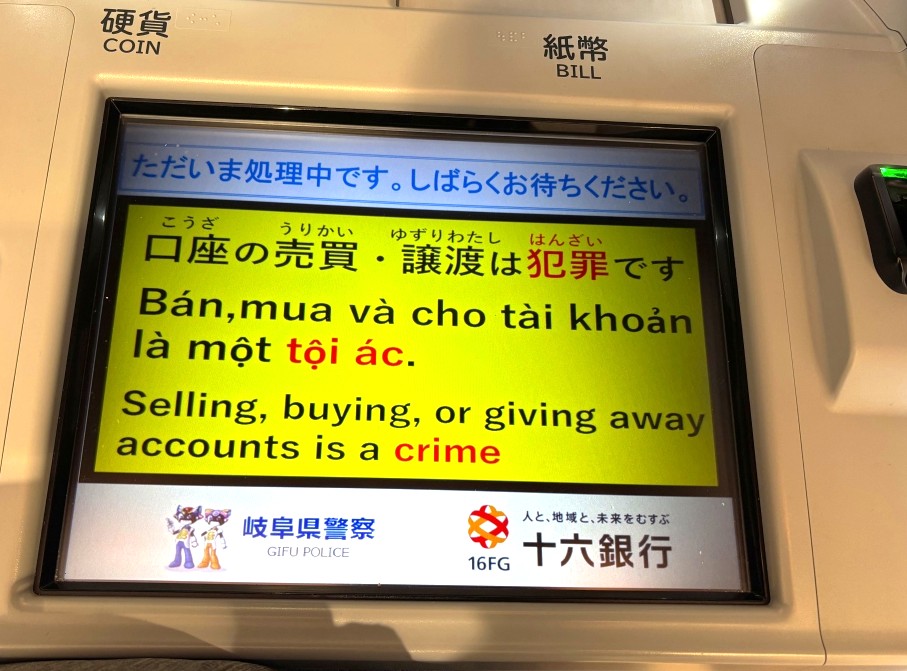 硬貨
COIN
紙幣
BILL
ただいま処理中です。しばらくお待ちください。
こうざ うりかい ゆずりわたし はんざい
口座の売買・譲渡は犯罪です
Bán,mua và cho tài khoản
là một tội ác.
Selling, buying, or giving away
accounts is a crime
岐阜県警察
GIFU POLICE
16FG
人と、地域と、未来をむすぶ
十六銀行